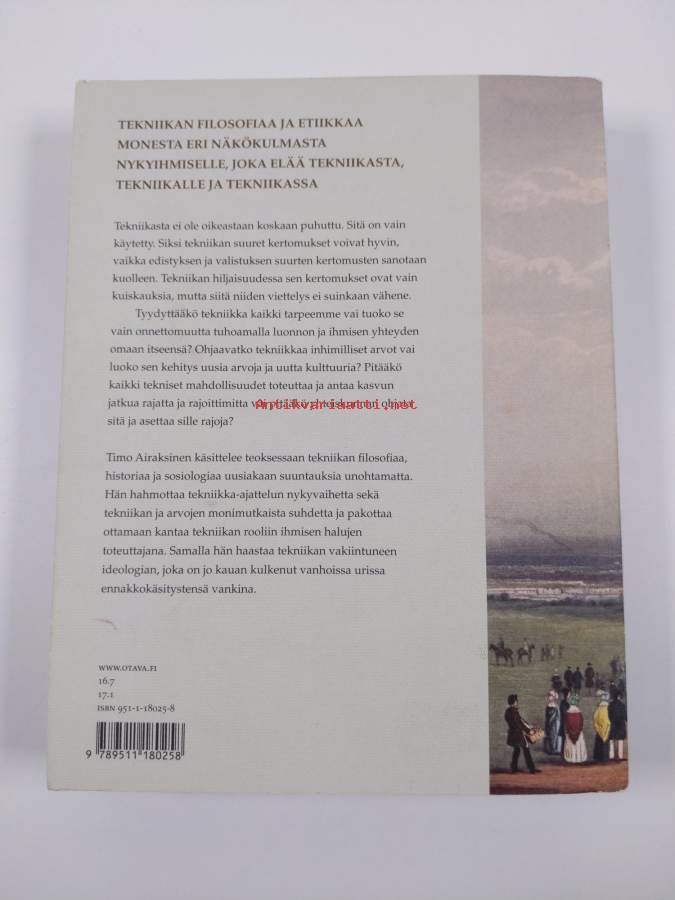 TEKNIIKAN FILOSOFIAA JA ETIIKKAA
MONESTA ERI NÄKÖKULMASTA
NYKYIHMISELLE, JOKA ELÄÄ TEKNIIKASTA,
TEKNIIKALLE JA TEKNIIKASSA
Tekniikasta ei ole oikeastaan koskaan puhuttu. Sitä on vain
käytetty. Siksi tekniikan suuret kertomukset voivat hyvin,
vaikka edistyksen ja valistuksen suurten kertomusten sanotaan
kuolleen. Tekniikan hiljaisuudessa sen kertomukset ovat vain
kuiskauksia, mutta siitä niiden viettelys ei suinkaan vähene.
Tyydyttääkö tekniikka kaikki tarpeemme vai tuoko se
vain onnettomuutta tuhoamalla luonnon ja ihmisen yhteyden
omaan itseensä? Ohjaavatko tekniikkaa inhimilliset arvot vai
luoko sen kehitys uusia arvoja ja uutta kulttuuria? Pitääkö
kaikki tekniset mahdollisuudet toteuttaa ja antaa kasvun
jatkua rajatta ja rajoittimitta vai pitääkö yhteiskunnan ohjata
Antikvariaatti.net
sitä ja asettaa sille rajoja?
Timo Airaksinen käsittelee teoksessaan tekniikan filosofiaa,
historiaa ja sosiologiaa uusiakaan suuntauksia unohtamatta.
Hän hahmottaa tekniikka-ajattelun nykyvaihetta sekä
tekniikan ja arvojen monimutkaista suhdetta ja pakottaa
ottamaan kantaa tekniikan rooliin ihmisen halujen
toteuttajana. Samalla hän haastaa tekniikan vakiintuneen
ideologian, joka on jo kauan kulkenut vanhoissa urissa
ennakkokäsitystensä vankina.
WWW.OTAVA.FI
16.7
17.1
ISBN 951-1-18025-8
9 789511 180258